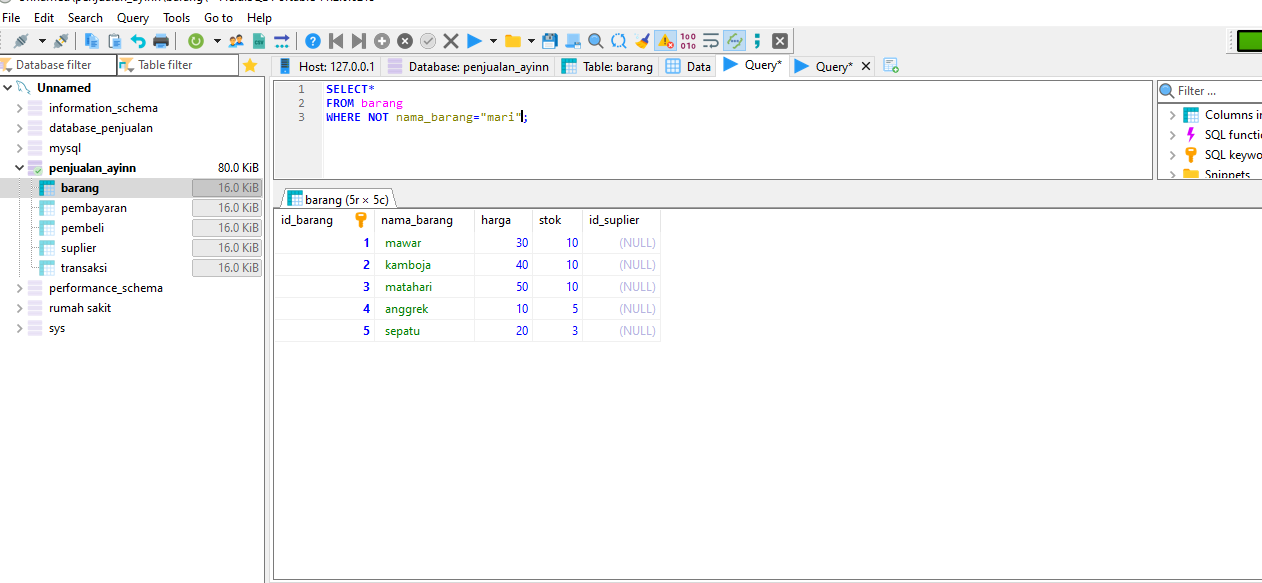 File Edit Search Query Tools Go to Help
Database filter Table filter
Host: 127.0.0.1 Database: penjualan_ayinn Table: barang Data Query* Query*
Unnamed
information_schema
database_penjualan
mysql
penjualan_ayinn 80.0 KiB
barang 16.0 KiB
pembayaran 16.0 KiB
pembeli 16.0 KiB
suplier 16.0 KiB
transaksi 16.0 KiB
performance_schema
rumah sakit
sys
1 SELECT*
2 FROM barang
3 WHERE NOT nama_barang="mari";
Filter ...
Columns in
SQL functi
SQL keywo
Snippets
barang (5r × 5c)
id_barang nama_barang harga stok id_suplier
1 mawar 30 10 (NULL)
2 kamboja 40 10 (NULL)
3 matahari 50 10 (NULL)
4 anggrek 10 5 (NULL)
5 sepatu 20 3 (NULL)